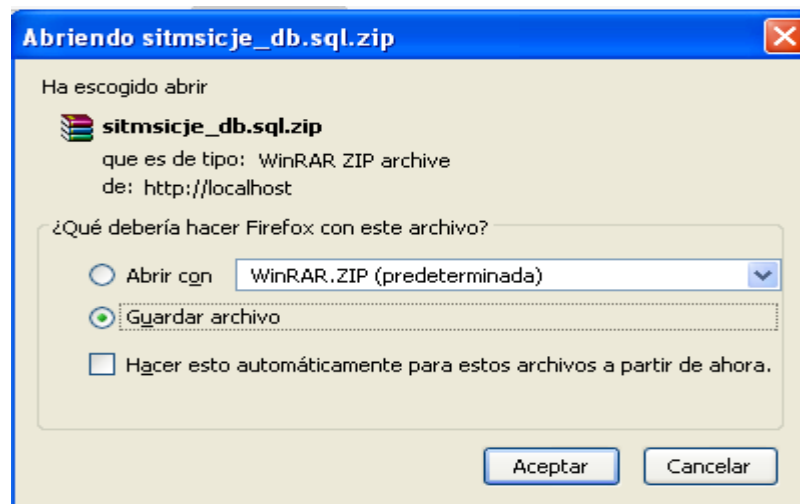 Abriendo sitmsicje_db.sql.zip
Ha escogido abrir
sitmsicje_db.sql.zip
que es de tipo: WinRAR ZIP archive
de: http://localhost
¿Qué debería hacer Firefox con este archivo?
Abrir con WinRAR.ZIP (predeterminada)
Guardar archivo
Hacer esto automáticamente para estos archivos a partir de ahora.
Aceptar Cancelar